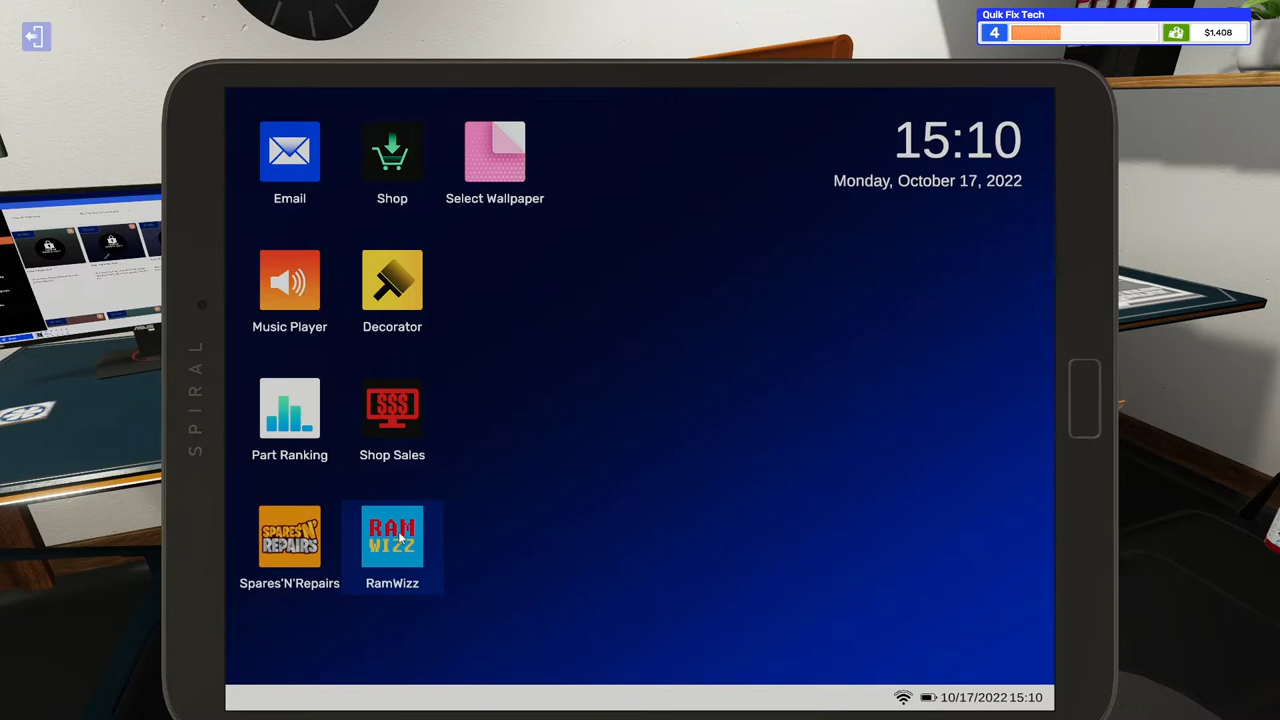 Quik Fix Tech
4
$1,408
15:10
Monday, October 17, 2022
Email
Shop
Select Wallpaper
Music Player
Decorator
$$$
Part Ranking
Shop Sales
SPARES'N'
REPAIRS
RAM
WIZZ
Spares'N'Repairs
RamWizz
SPIRAL
10/17/2022 15:10